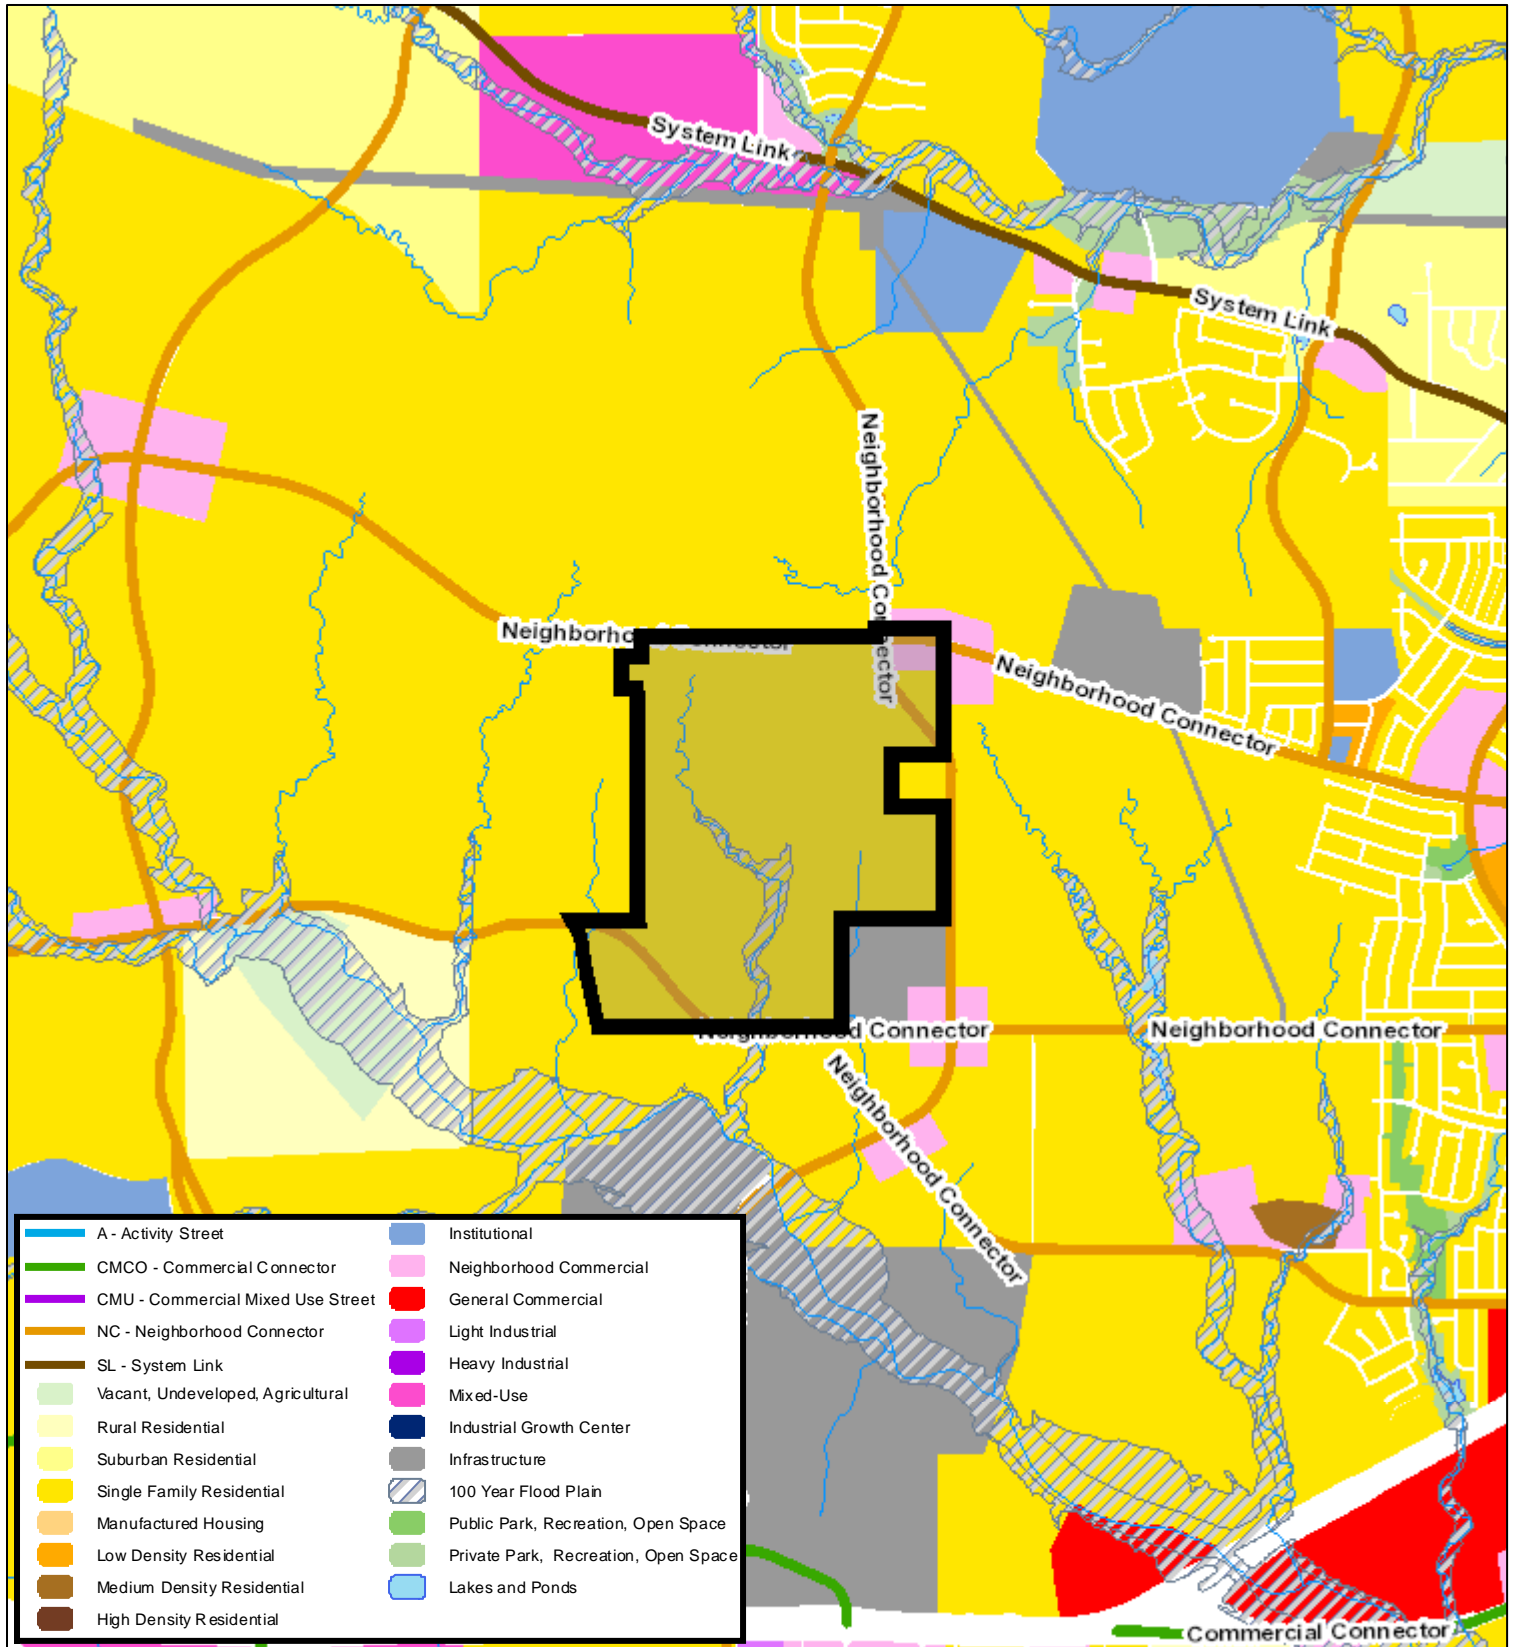 System Link
System Link
Neighborhood Connector
Neighborhood Connector
Neighborhood Connector
Neighborhood Connector
Neighborhood Connector
Neighborhood Connector
A - Activity Street
CMCO - Commercial Connector
CMU - Commercial Mixed Use Street
NC - Neighborhood Connector
SL - System Link
Vacant, Undeveloped, Agricultural
Rural Residential
Suburban Residential
Single Family Residential
Manufactured Housing
Low Density Residential
Medium Density Residential
High Density Residential
Institutional
Neighborhood Commercial
General Commercial
Light Industrial
Heavy Industrial
Mixed-Use
Industrial Growth Center
Infrastructure
100 Year Flood Plain
Public Park, Recreation, Open Space
Private Park, Recreation, Open Space
Lakes and Ponds
Commercial Connector